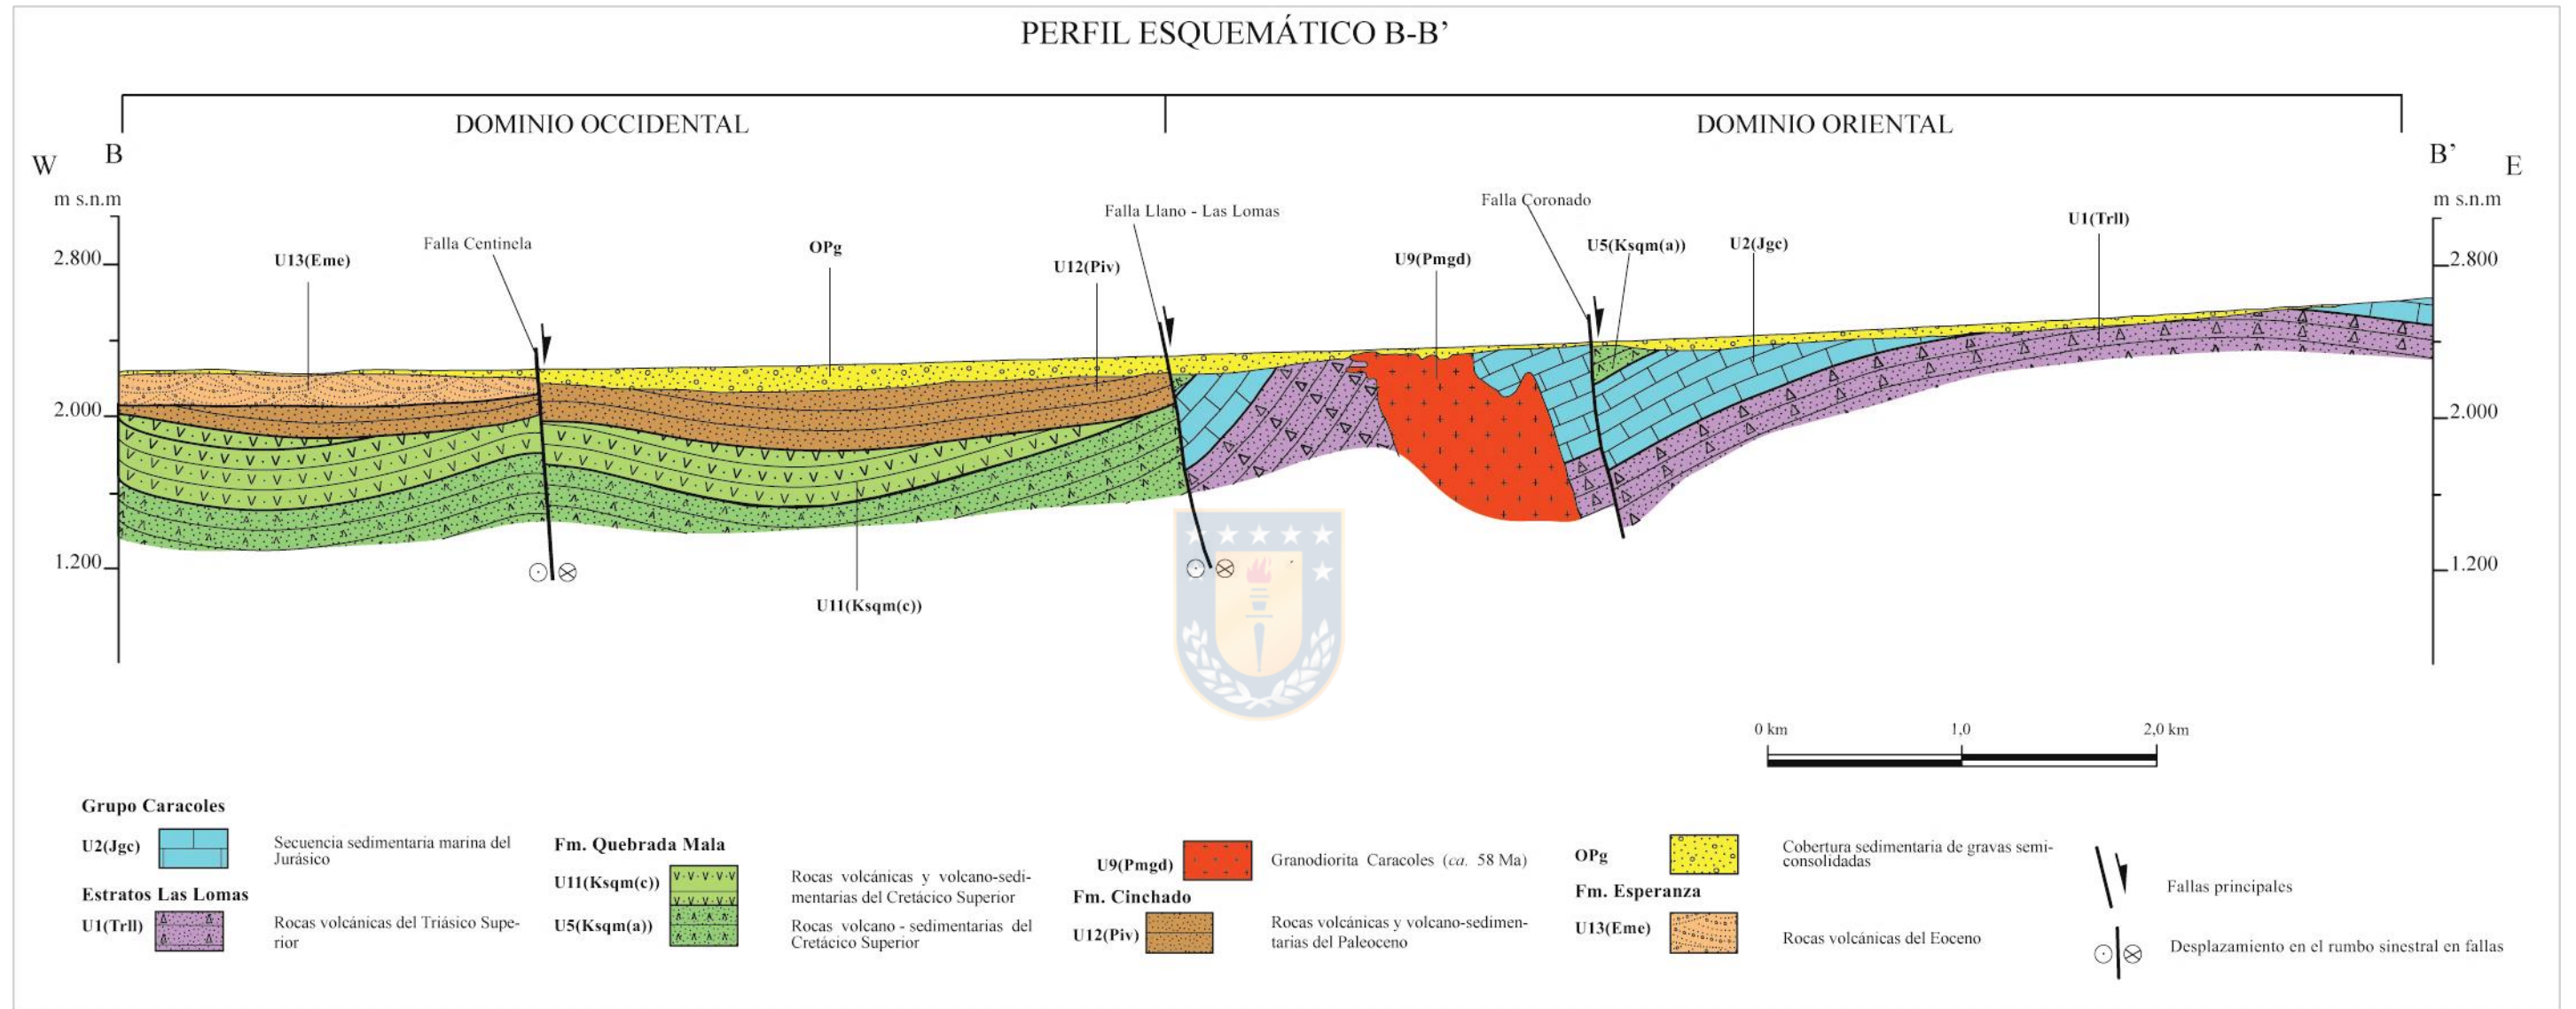 PERFIL ESQUEMÁTICO B-B’
DOMINIO OCCIDENTAL
DOMINIO ORIENTAL
W
B
B’
E
m s.n.m
m s.n.m
Falla Llano - Las Lomas
Falla Coronado
U1(Trll)
Falla Centinela
U13(Eme)
OPg
U12(Piv)
U9(Pmgd)
U5(Ksqm(a))
U2(Jgc)
2.800
2.800
2.000
2.000
1.200
1.200
U11(Ksqm(c))
0 km
1,0
2,0 km
Grupo Caracoles
U2(Jgc)
Secuencia sedimentaria marina del
Jurásico
Estratos Las Lomas
U1(Trll)
Rocas volcánicas del Triásico Supe-
rior
Fm. Quebrada Mala
U11(Ksqm(c))
Rocas volcánicas y volcano-sedi-
mentarias del Cretácico Superior
U5(Ksqm(a))
Rocas volcano - sedimentarias del
Cretácico Superior
U9(Pmgd)
Granodiorita Caracoles (ca. 58 Ma)
Fm. Cinchado
U12(Piv)
Rocas volcánicas y volcano-sedimen-
tarias del Paleoceno
OPg
Cobertura sedimentaria de gravas semi-
consolidadas
Fm. Esperanza
U13(Eme)
Rocas volcánicas del Eoceno
Fallas principales
Desplazamiento en el rumbo sinestral en fallas